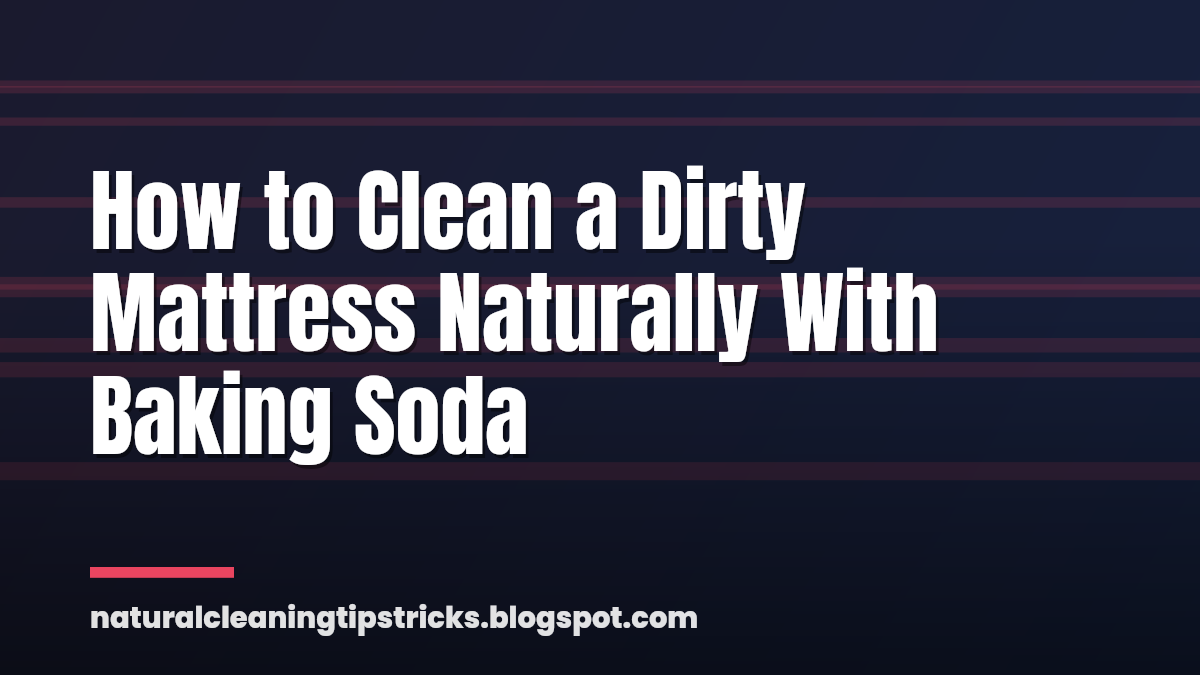 How to Clean a Dirty
Mattress Naturally With
Baking Soda
naturalcleaningtipstricks.blogspot.com